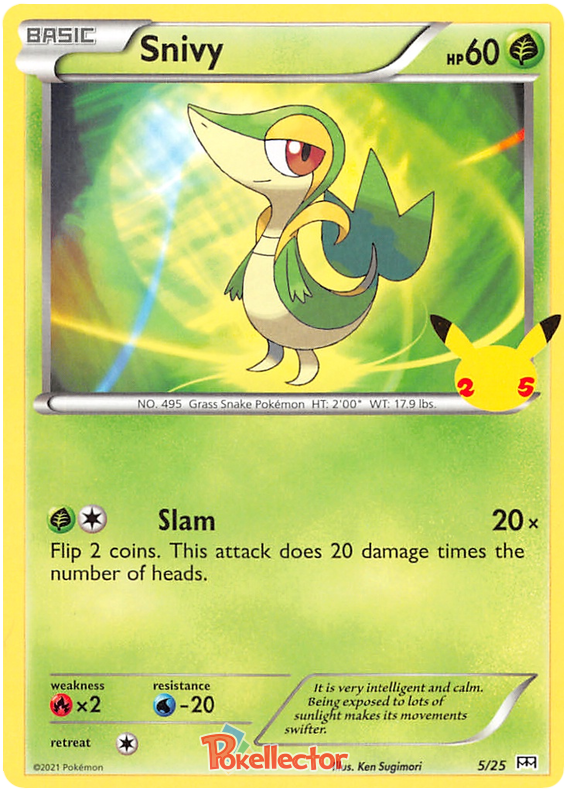 BASIC
Snivy
HP60
25
NO. 495 Grass Snake Pokémon HT: 2'00" WT: 17.9 lbs.
Slam 20×
Flip 2 coins. This attack does 20 damage times the
number of heads.
weakness
×2
resistance
-20
It is very intelligent and calm.
Being exposed to lots of
sunlight makes its movements
swifter.
retreat
©2021 Pokémon
Pokellector
Illus. Ken Sugimori
5/25